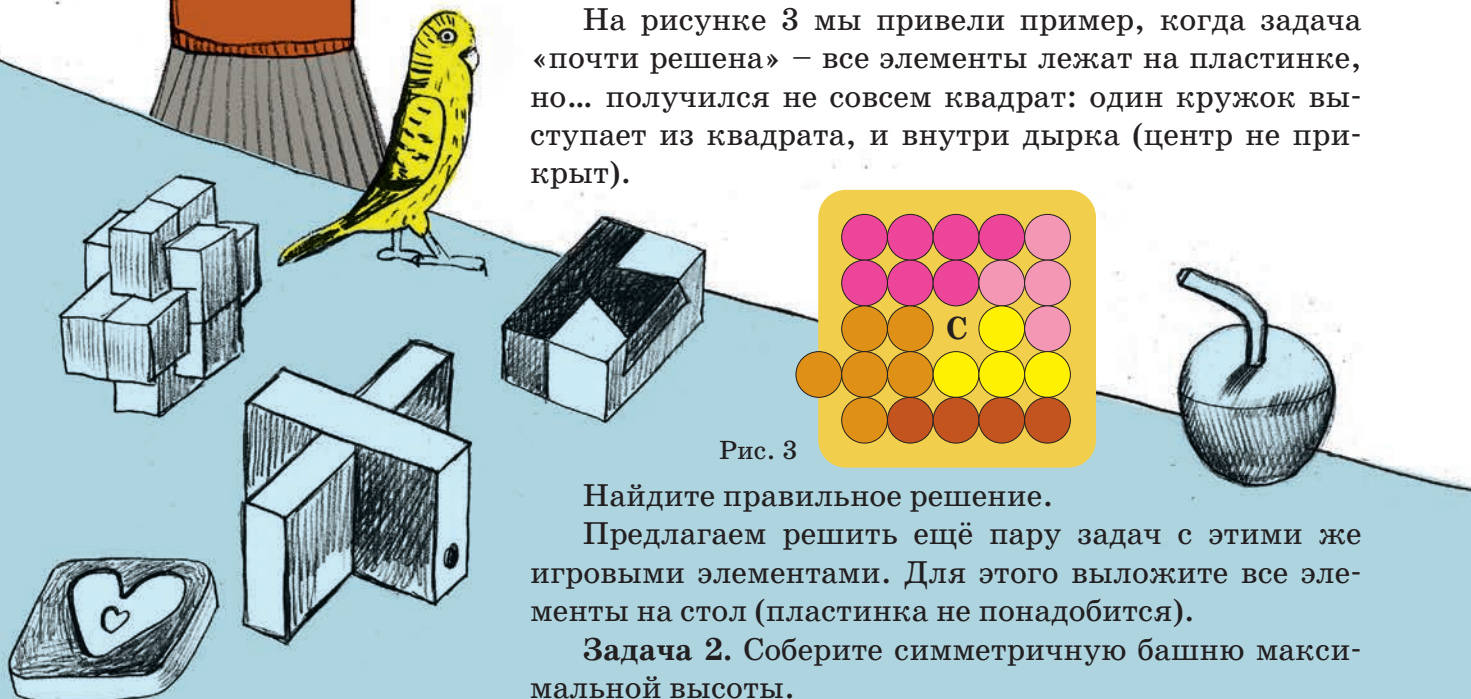 На рисунке 3 мы привели пример, когда задача
«почти решена» – все элементы лежат на пластинке,
но... получился не совсем квадрат: один кружок вы-
ступает из квадрата, и внутри дырка (центр не при-
крыт).
С
Рис. 3
Найдите правильное решение.
Предлагаем решить ещё пару задач с этими же
игровыми элементами. Для этого выложите все эле-
менты на стол (пластинка не понадобится).
Задача 2. Соберите симметричную башню макси-
мальной высоты.